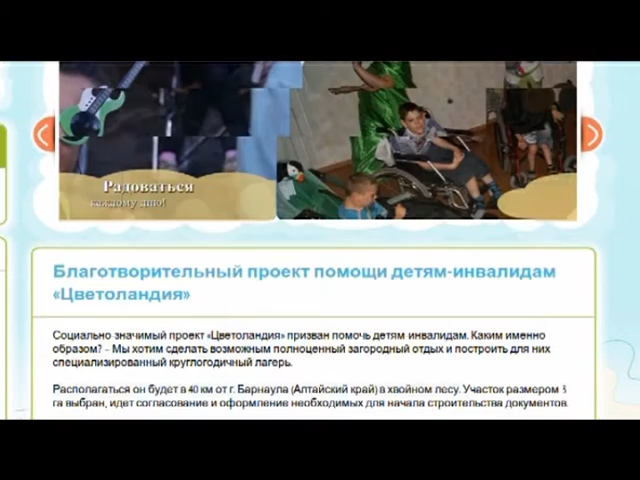 Радоваться
каждому дню!
Благотворительный проект помощи детям-инвалидам
«Цветоландия»
Социально значимый проект «Цветоландия» призван помочь детям инвалидам. Каким именно
образом? - Мы хотим сделать возможным полноценный загородный отдых и построить для них
специализированный круглогодичный лагерь.
Располагаться он будет в 40 км от г. Барнаула (Алтайский край) в хвойном лесу. Участок размером 3
га выбран, идет согласование и оформление необходимых для начала строительства документов.